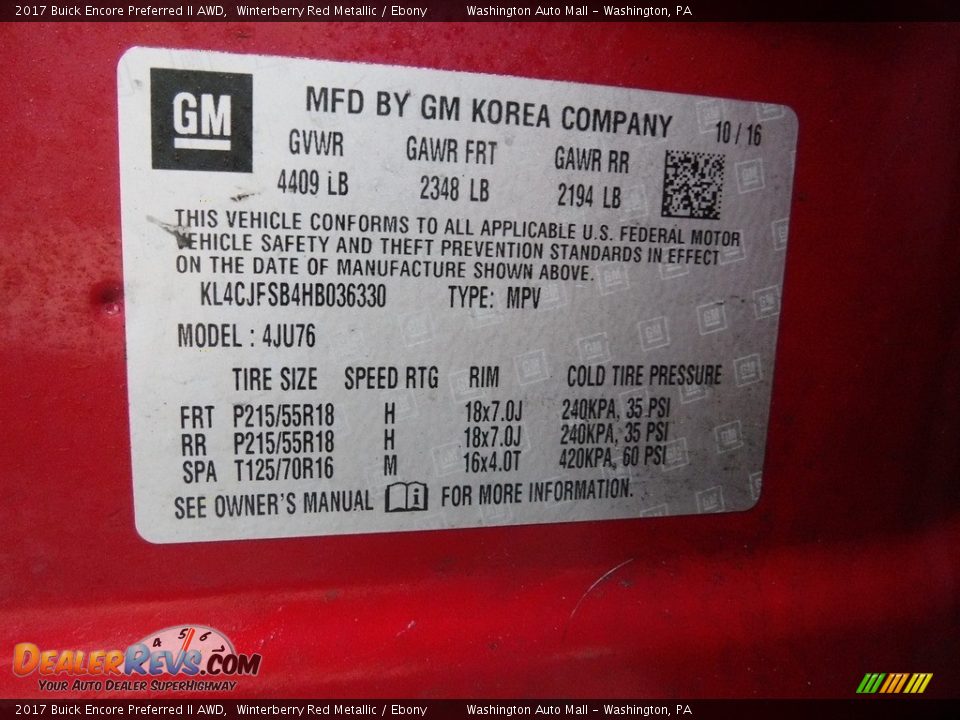 2017 Buick Encore Preferred II AWD, Winterberry Red Metallic / Ebony Washington Auto Mall - Washington, PA
GM
MFD BY GM KOREA COMPANY 10 / 16
GVWR GAWR FRT GAWR RR
4409 LB 2348 LB 2194 LB
THIS VEHICLE CONFORMS TO ALL APPLICABLE U.S. FEDERAL MOTOR
VEHICLE SAFETY AND THEFT PREVENTION STANDARDS IN EFFECT
ON THE DATE OF MANUFACTURE SHOWN ABOVE.
KL4CJFSB4HB036330 TYPE: MPV
MODEL : 4JU76
TIRE SIZE SPEED RTG RIM COLD TIRE PRESSURE
FRT P215/55R18 H 18x7.0J 240KPA, 35 PSI
RR P215/55R18 H 18x7.0J 240KPA, 35 PSI
SPA T125/70R16 M 16x4.0T 420KPA, 60 PSI
SEE OWNER'S MANUAL i FOR MORE INFORMATION.
4 5 6
DEALERREVS.COM
YOUR AUTO DEALER SUPERHIGHWAY
2017 Buick Encore Preferred II AWD, Winterberry Red Metallic / Ebony Washington Auto Mall - Washington, PA